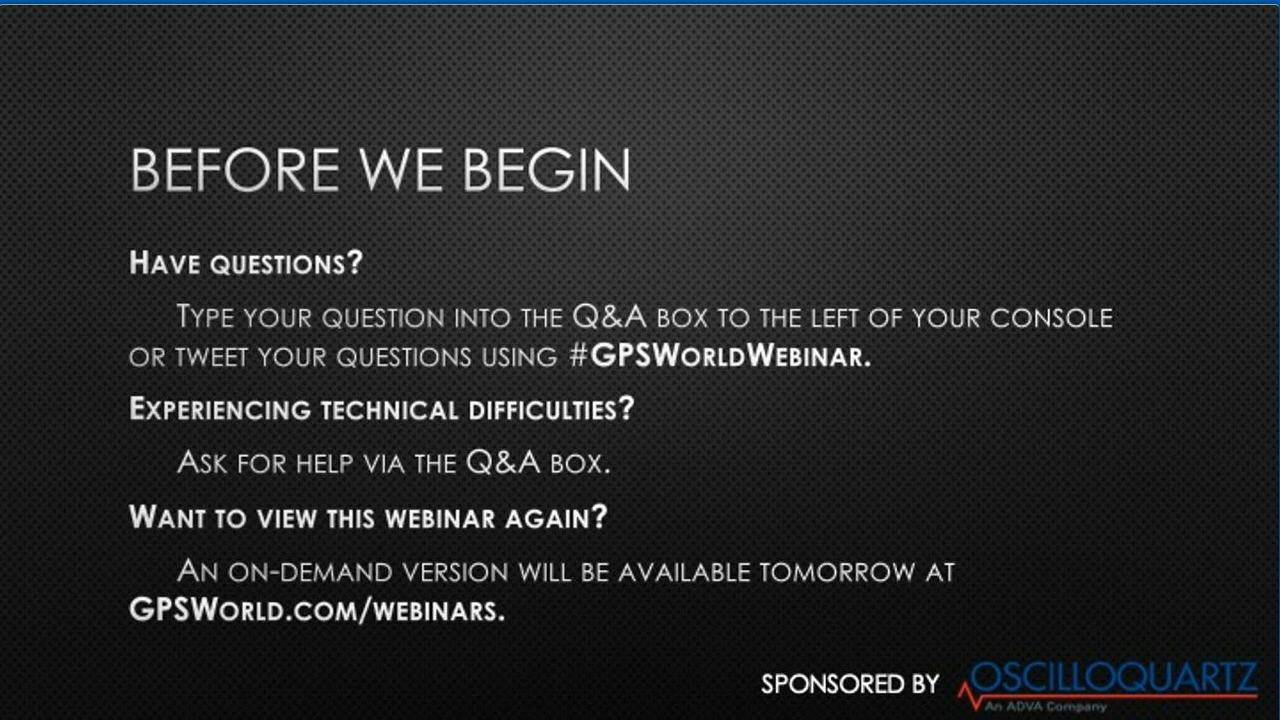 BEFORE WE BEGIN
HAVE QUESTIONS?
TYPE YOUR QUESTION INTO THE Q&A BOX TO THE LEFT OF YOUR CONSOLE
OR TWEET YOUR QUESTIONS USING #GPSWORLDWEBINAR.
EXPERIENCING TECHNICAL DIFFICULTIES?
ASK FOR HELP VIA THE Q&A BOX.
WANT TO VIEW THIS WEBINAR AGAIN?
AN ON-DEMAND VERSION WILL BE AVAILABLE TOMORROW AT
GPSWORLD.COM/WEBINARS.
SPONSORED BY OSCILLOQUARTZ
An ADVA Company